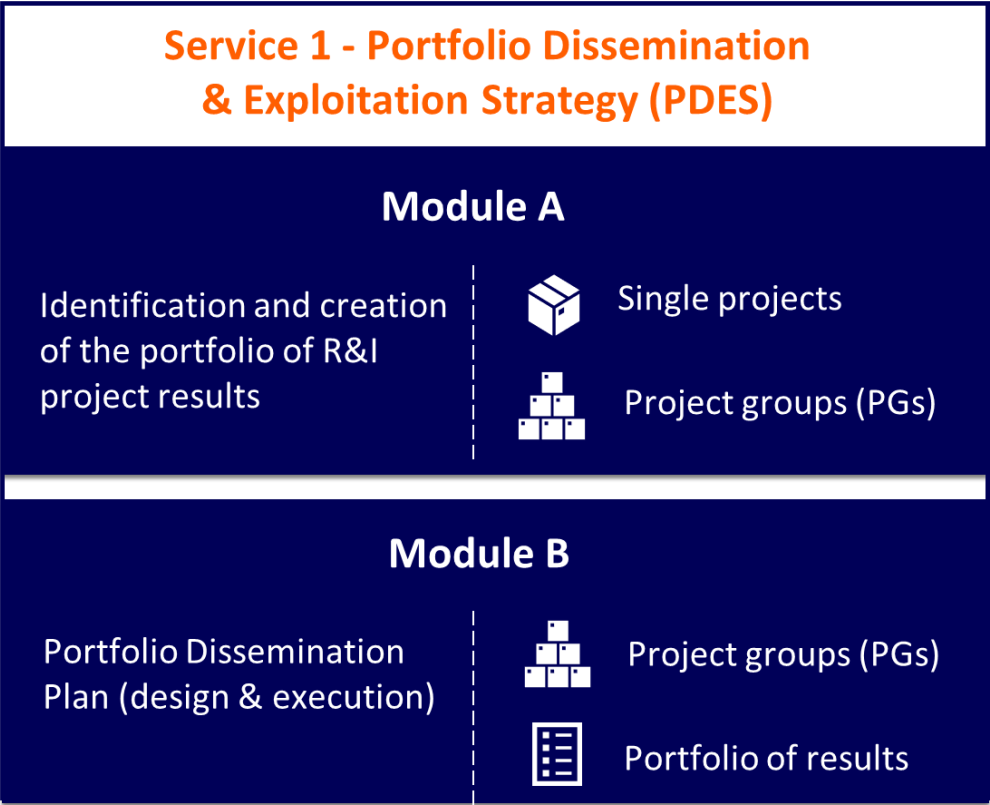 Service 1 - Portfolio Dissemination
& Exploitation Strategy (PDES)
Module A
Identification and creation
of the portfolio of R&I
project results
Single projects
Project groups (PGs)
Module B
Portfolio Dissemination
Plan (design & execution)
Project groups (PGs)
Portfolio of results